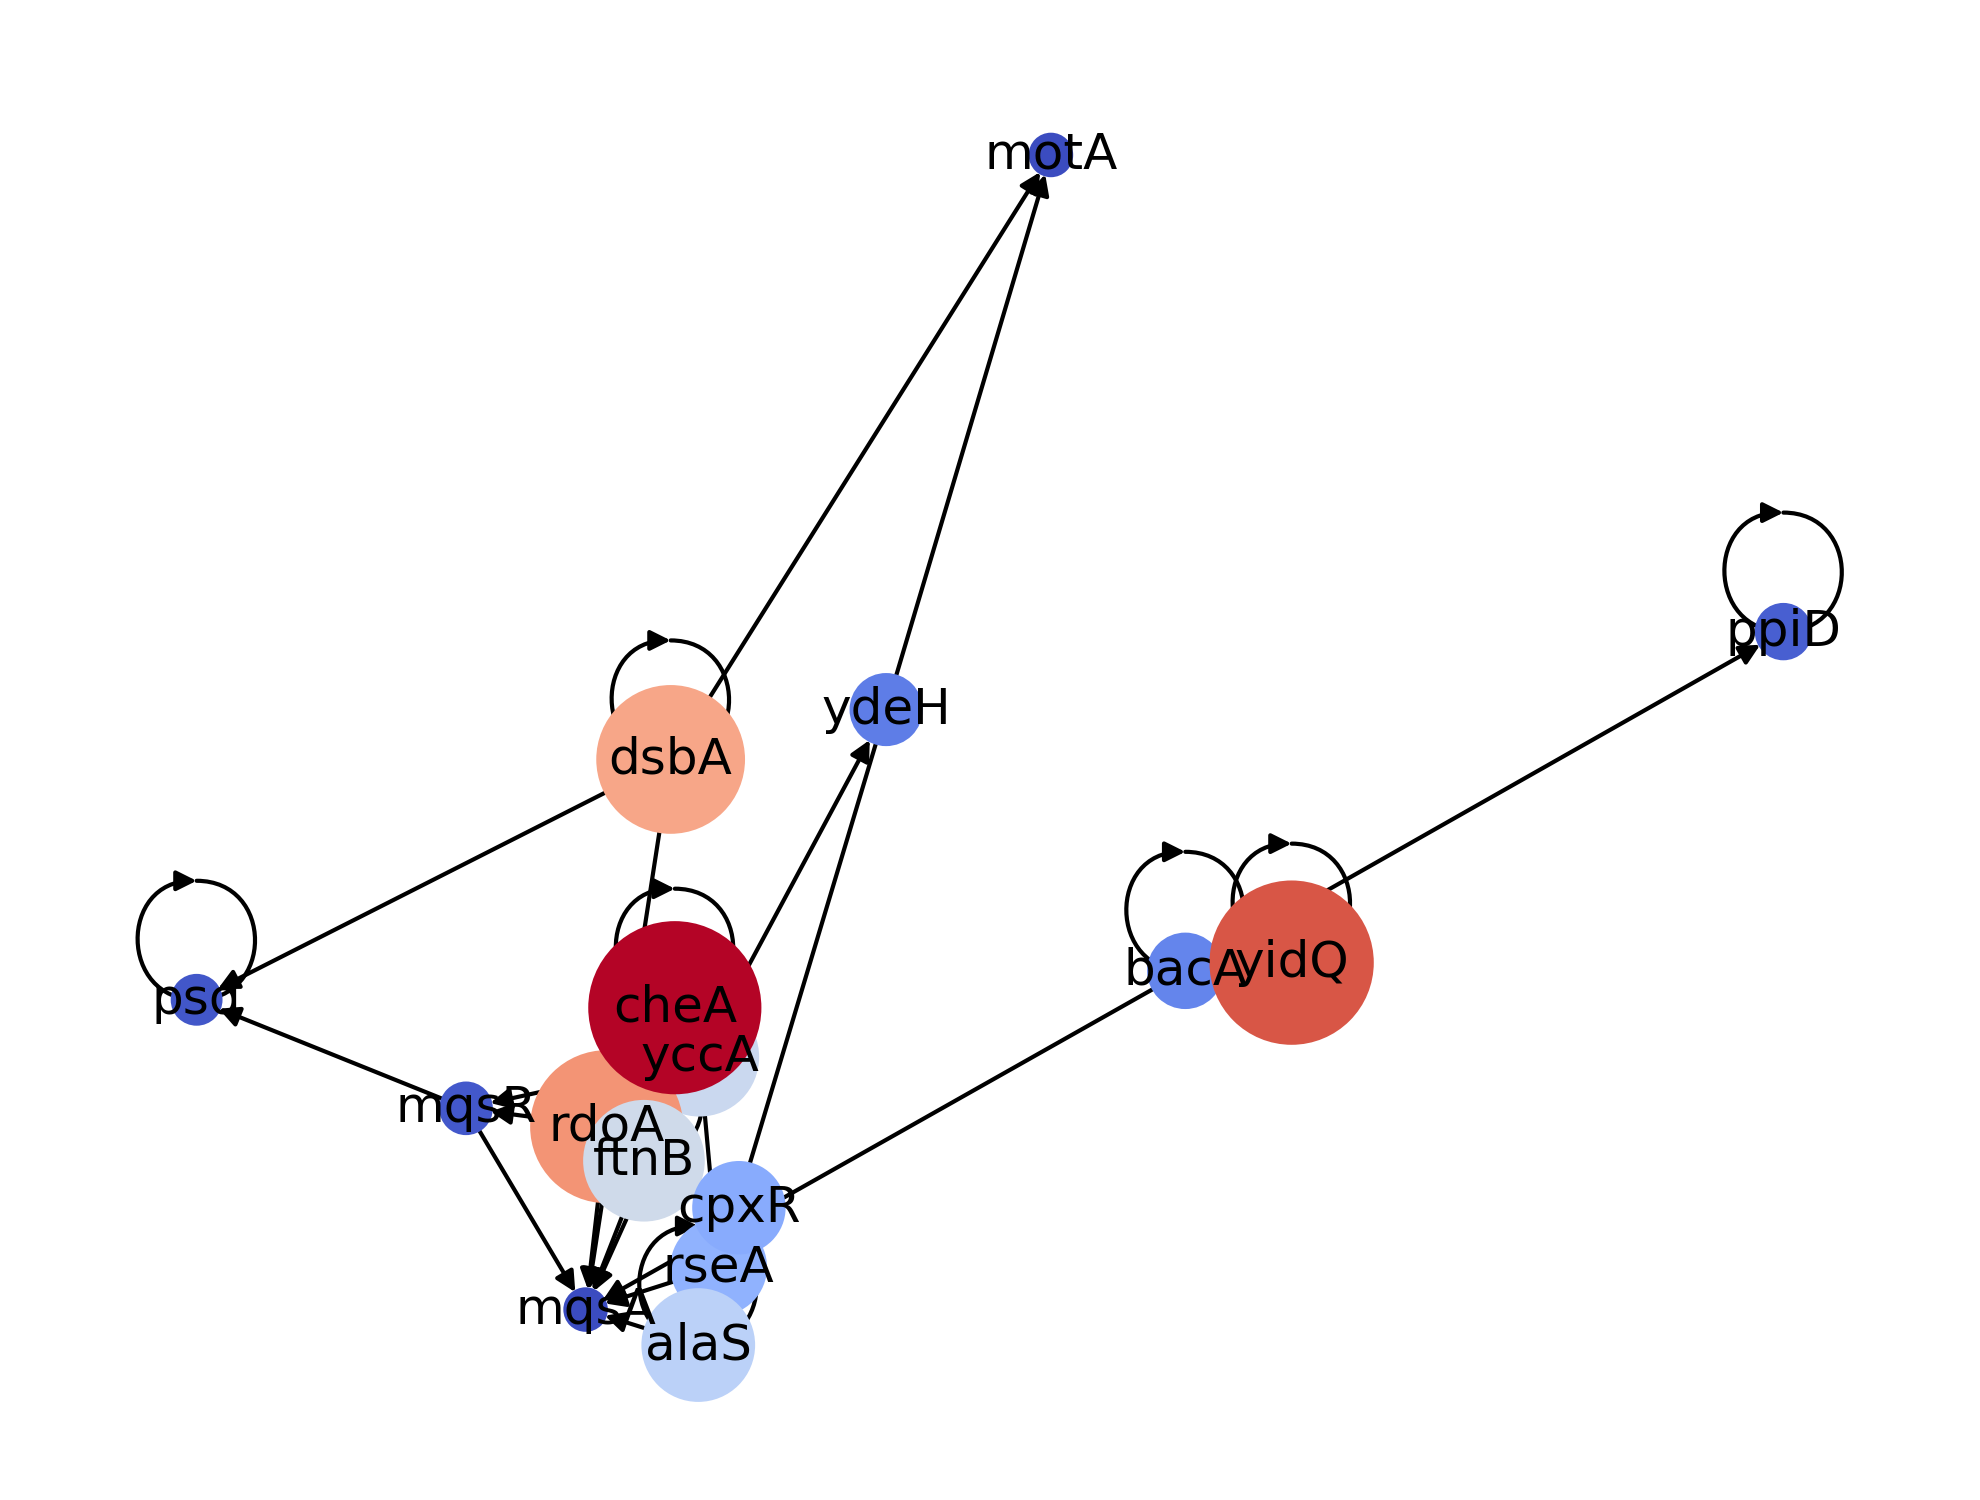 motA
ppiD
ydeH
dsbA
yidQ
bacA
psd
cheA
yccA
mqsR
rdoA
ftnB
cpxR
rseA
mqsA
alaS